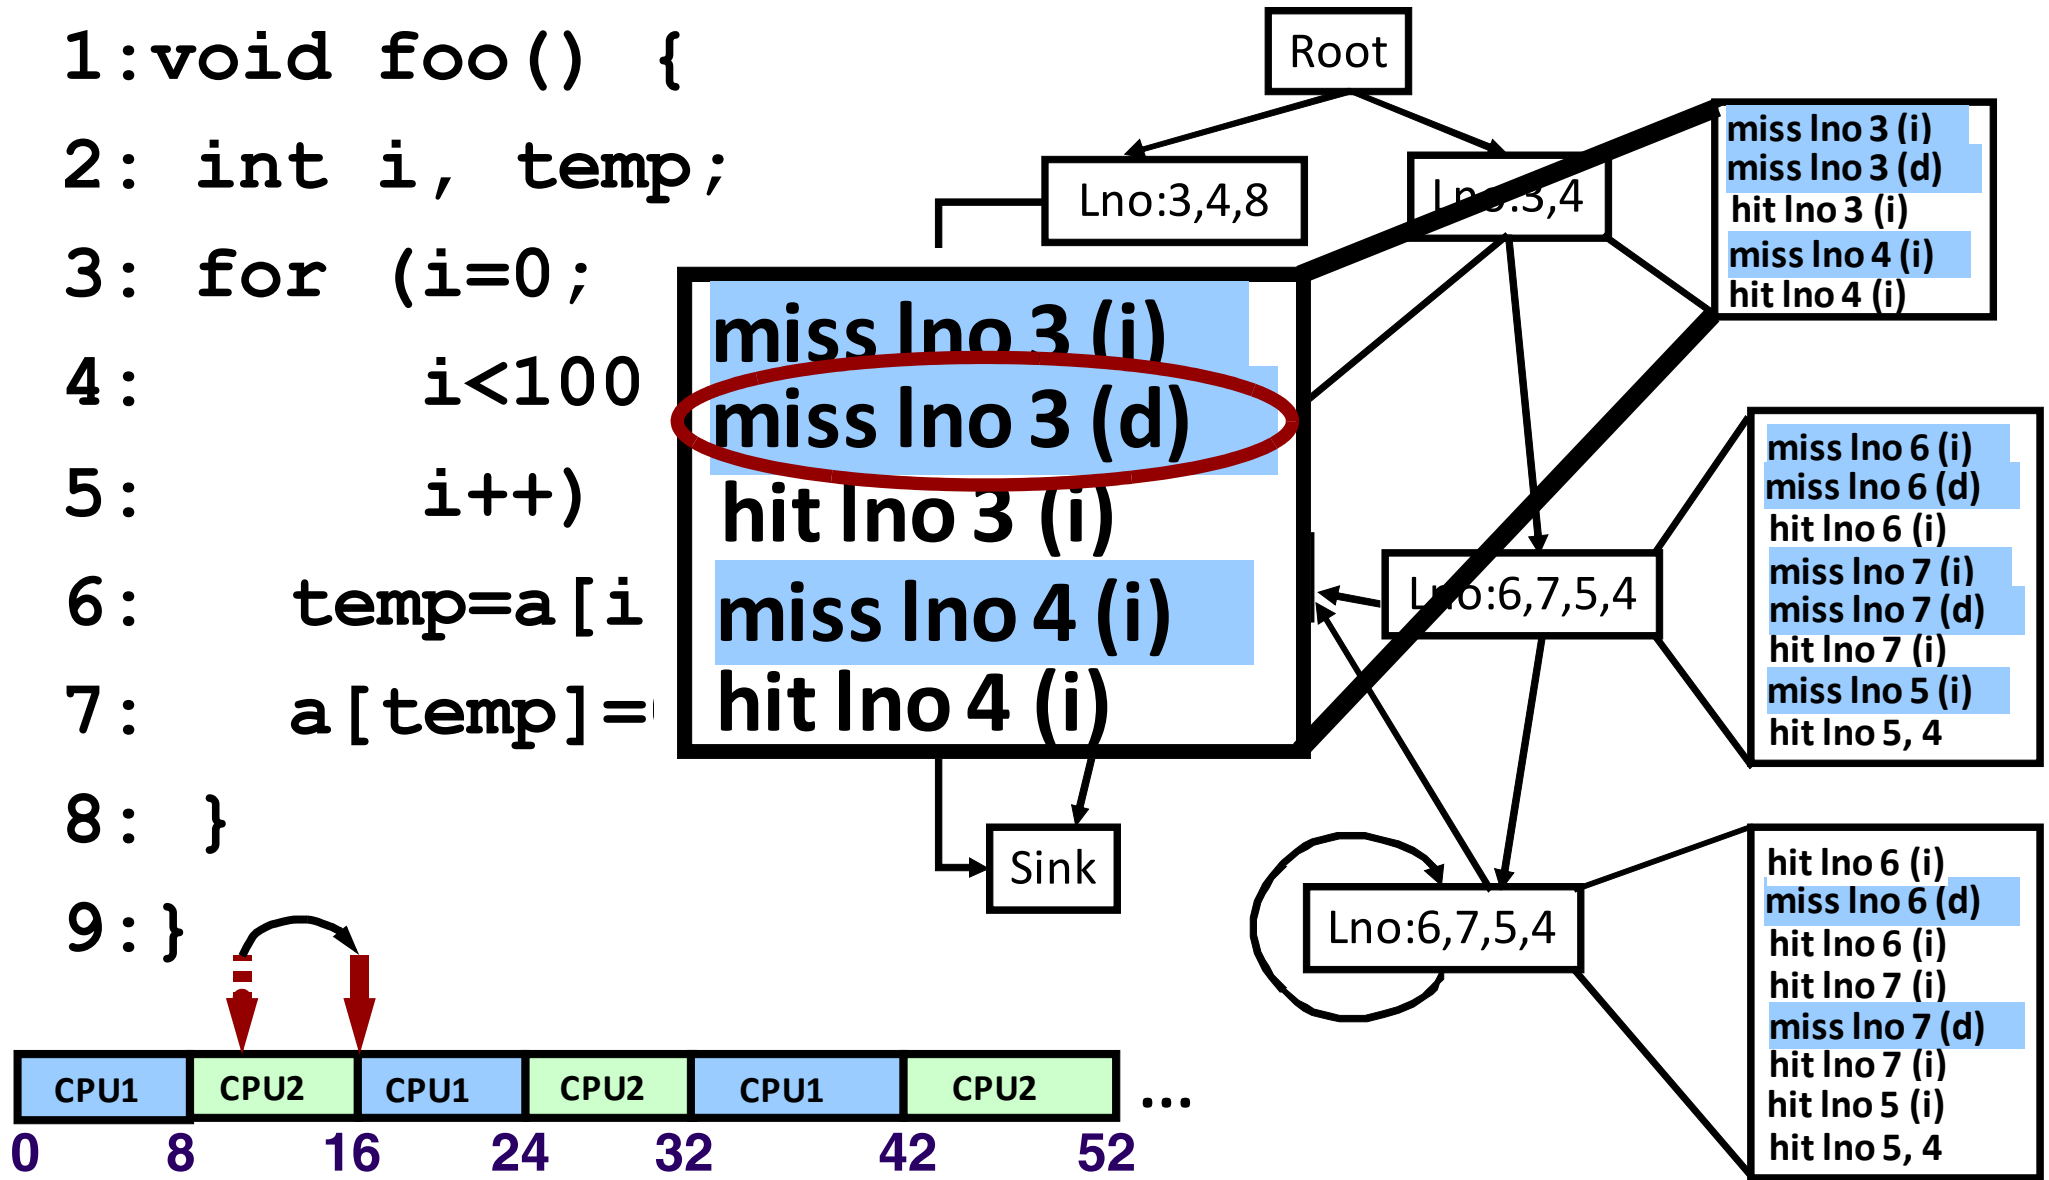 1:void foo() {
2: int i, temp;
3: for (i=0;
4: i<100
5: i++)
6: temp=a[i
7: a[temp]=
8: }
9:}
Root
Lno:3,4,8
Lno:3,4
miss lno 3 (i)
miss lno 3 (d)
hit lno 3 (i)
miss lno 4 (i)
hit lno 4 (i)
miss lno 3 (i)
miss lno 3 (d)
hit lno 3 (i)
miss lno 4 (i)
hit lno 4 (i)
Lno:6,7,5,4
miss lno 6 (i)
miss lno 6 (d)
hit lno 6 (i)
miss lno 7 (i)
miss lno 7 (d)
hit lno 7 (i)
miss lno 5 (i)
hit lno 5, 4
Sink
Lno:6,7,5,4
hit lno 6 (i)
miss lno 6 (d)
hit lno 6 (i)
hit lno 7 (i)
miss lno 7 (d)
hit lno 7 (i)
hit lno 5 (i)
hit lno 5, 4
CPU1 CPU2 CPU1 CPU2 CPU1 CPU2 ...
0 8 16 24 32 42 52